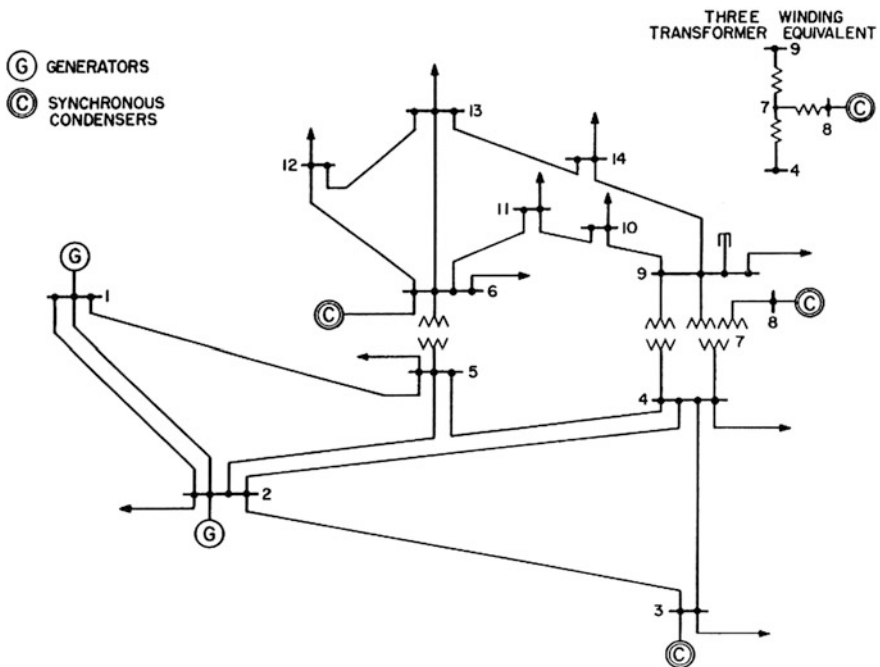 THREE WINDING
TRANSFORMER EQUIVALENT
9
7
C
8
4
G GENERATORS
C SYNCHRONOUS
CONDENSERS
13
12
14
11
10
G
1
9
6
C
8
C
7
5
4
2
G
3
C